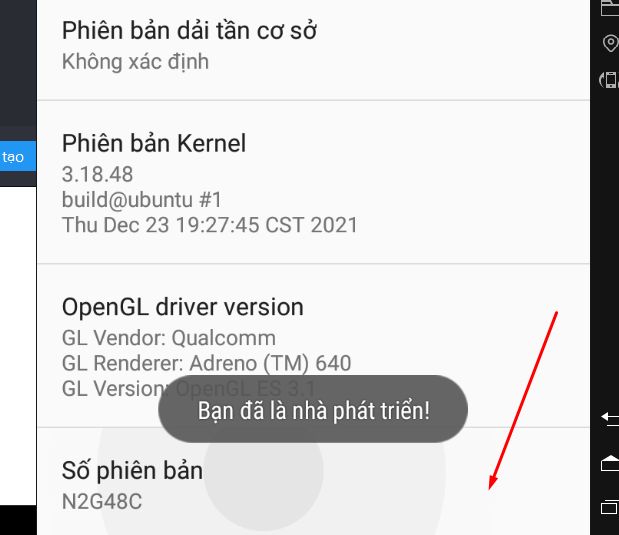 Phiên bản dải tần cơ sở
Không xác định
Phiên bản Kernel
tạo
3.18.48
build@ubuntu #1
Thu Dec 23 19:27:45 CST 2021
OpenGL driver version
GL Vendor: Qualcomm
GL Renderer: Adreno (TM) 640
GL Version: OpenGL ES 3.1
Bạn đã là nhà phát triển!
Số phiên bản
N2G48C